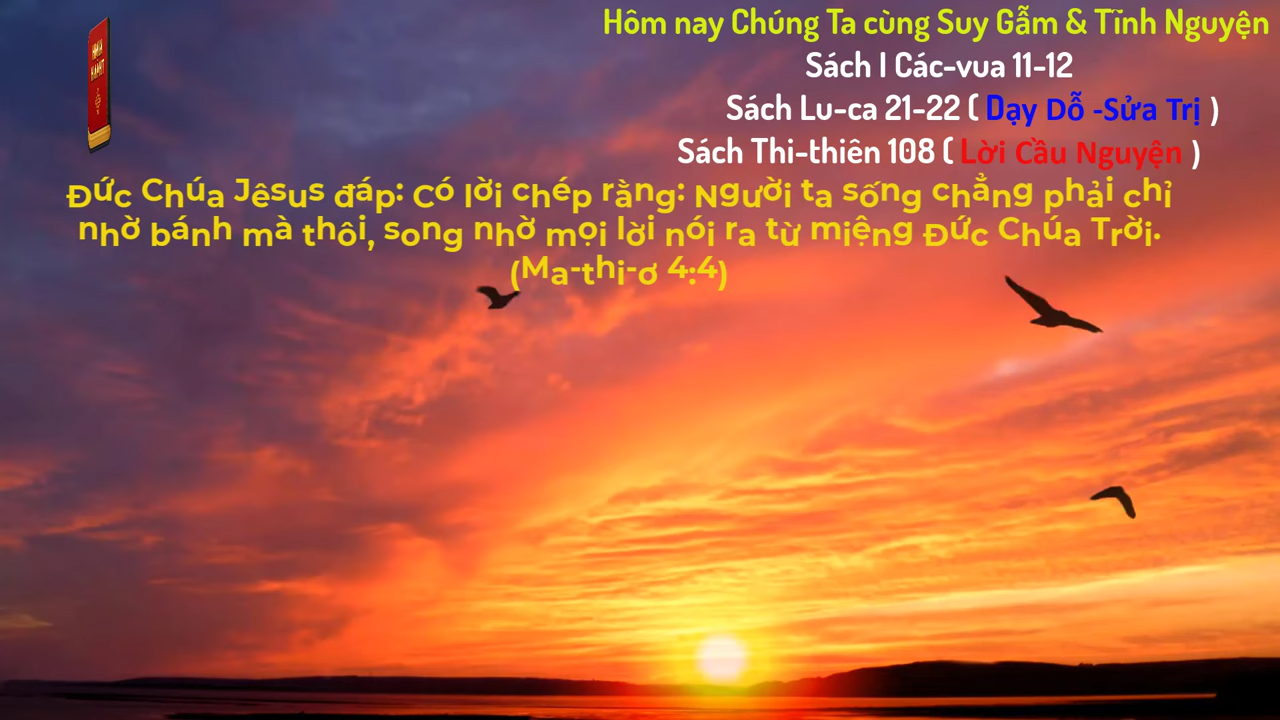 Hôm nay Chúng Ta cùng Suy Gẫm & Tĩnh Nguyện
Sách I Các-vua 11-12
Sách Lu-ca 21-22 ( Dạy Dỗ -Sửa Trị )
Sách Thi-thiên 108 ( Lời Cầu Nguyện )
Đức Chúa Jêsus đáp: Có lời chép rằng: Người ta sống chẳng phải chỉ
nhờ bánh mà thôi, song nhờ mọi lời nói ra từ miệng Đức Chúa Trời.
(Ma-thi-ơ 4:4)